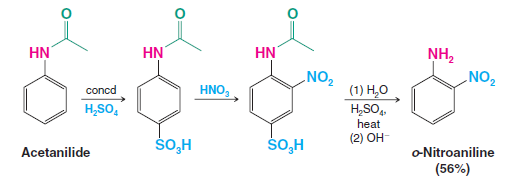 O
O
O
HN
HN
HN
NH₂
NO₂
NO₂
concd
H₂SO₄
HNO₃
(1) H₂O
H₂SO₄,
heat
(2) OH⁻
SO₃H
SO₃H
Acetanilide
o-Nitroaniline
(56%)